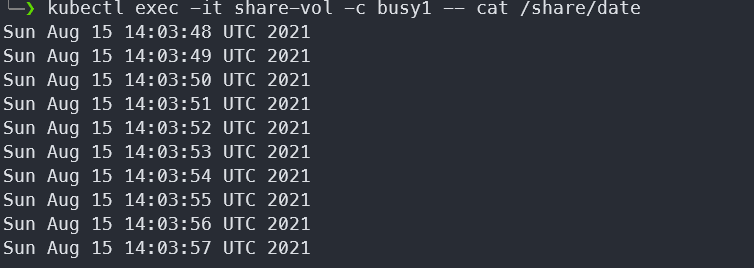 ❯ kubectl exec -it share-vol -c busy1 -- cat /share/date
Sun Aug 15 14:03:48 UTC 2021
Sun Aug 15 14:03:49 UTC 2021
Sun Aug 15 14:03:50 UTC 2021
Sun Aug 15 14:03:51 UTC 2021
Sun Aug 15 14:03:52 UTC 2021
Sun Aug 15 14:03:53 UTC 2021
Sun Aug 15 14:03:54 UTC 2021
Sun Aug 15 14:03:55 UTC 2021
Sun Aug 15 14:03:56 UTC 2021
Sun Aug 15 14:03:57 UTC 2021